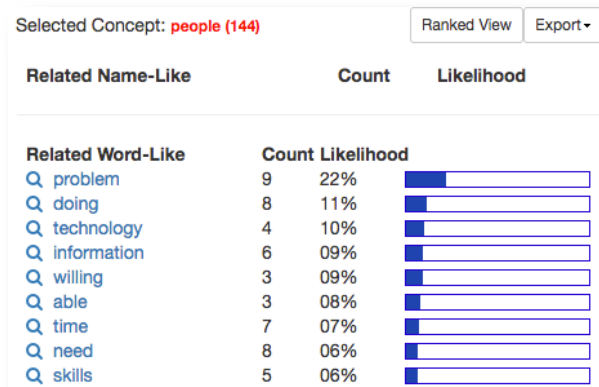 Selected Concept: people (144) Ranked View Export
Related Name-Like Count Likelihood
Related Word-Like Count Likelihood
problem 9 22%
doing 8 11%
technology 4 10%
information 6 09%
willing 3 09%
able 3 08%
time 7 07%
need 8 06%
skills 5 06%